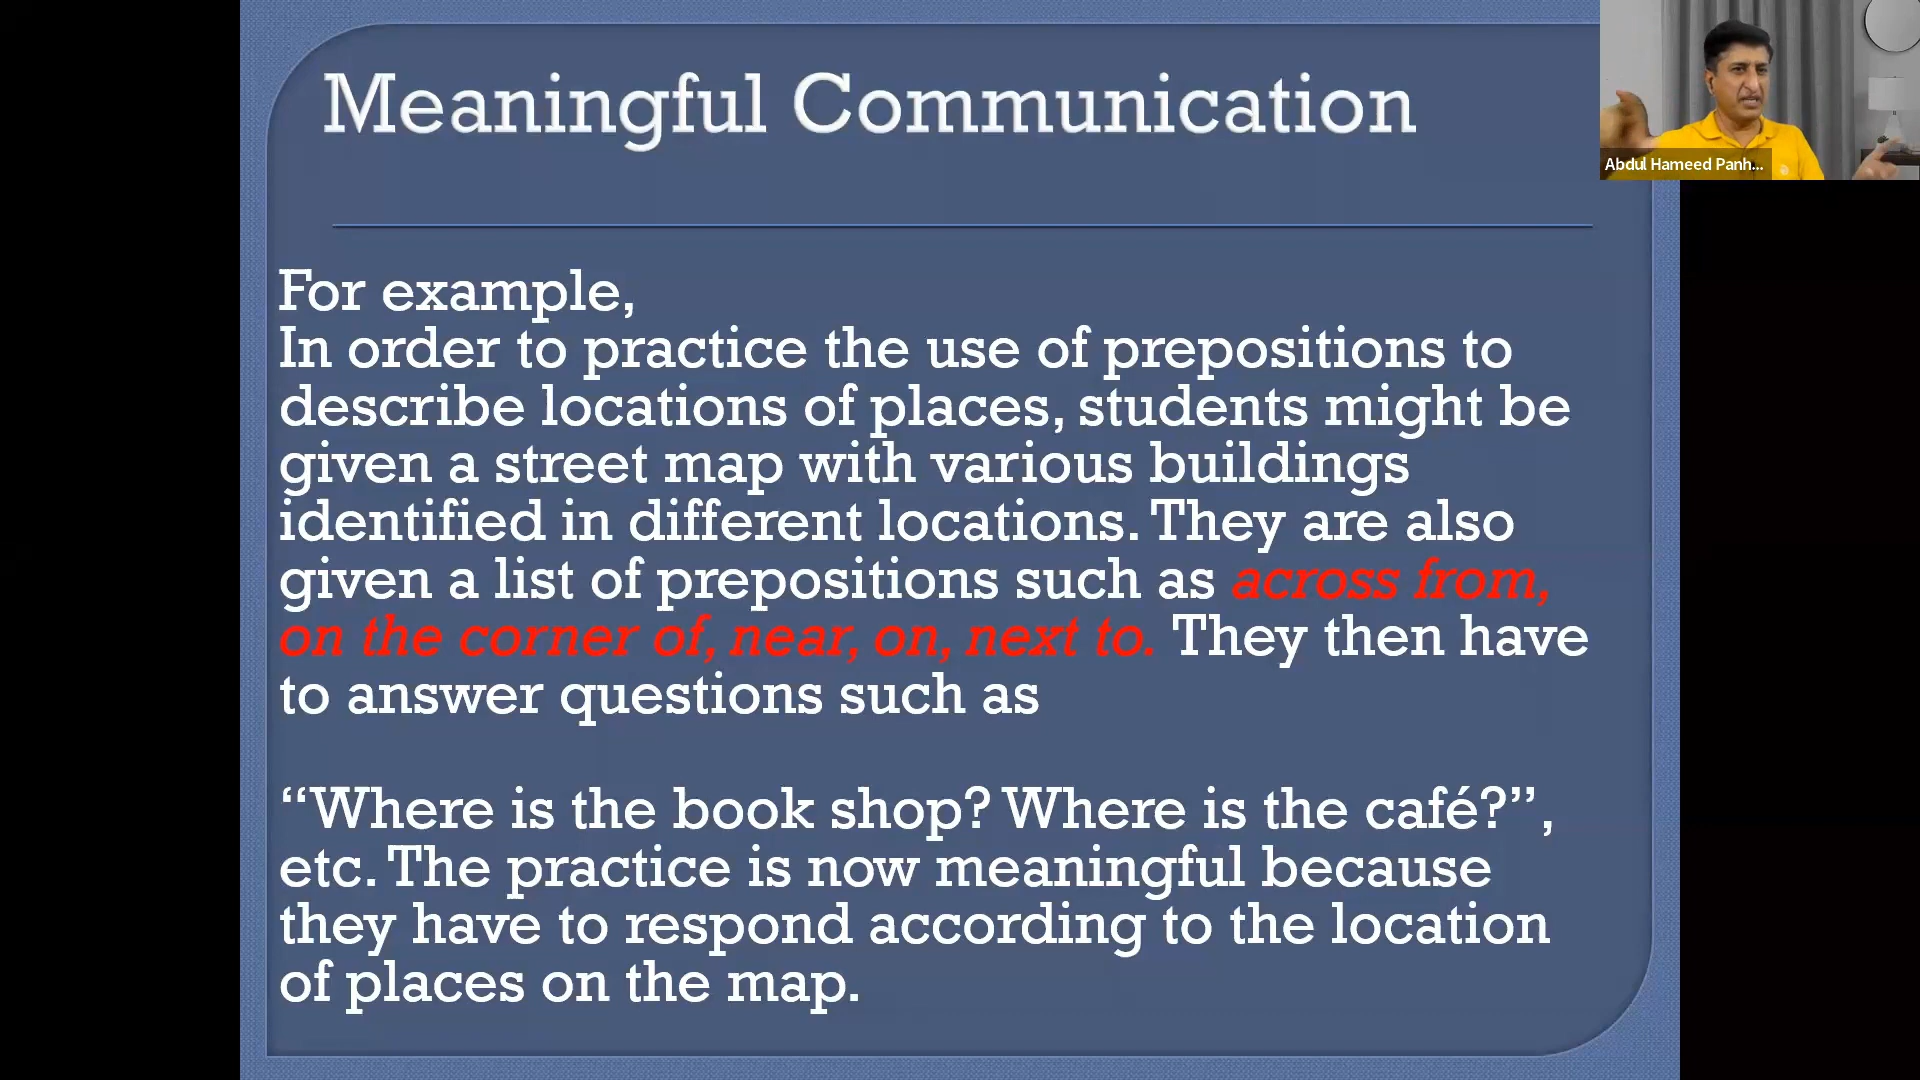 Meaningful Communication
Abdul Hameed Panh...
For example,
In order to practice the use of prepositions to
describe locations of places, students might be
given a street map with various buildings
identified in different locations. They are also
given a list of prepositions such as across from,
on the corner of, near, on, next to. They then have
to answer questions such as
“Where is the book shop? Where is the café?”,
etc. The practice is now meaningful because
they have to respond according to the location
of places on the map.